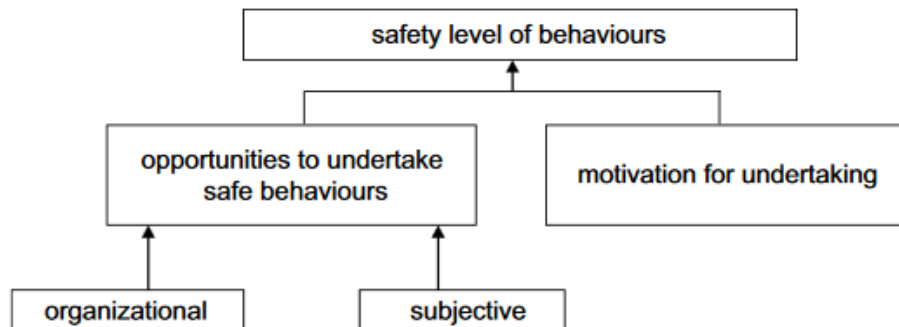 safety level of behaviours
opportunities to undertake
safe behaviours
motivation for undertaking
organizational
subjective